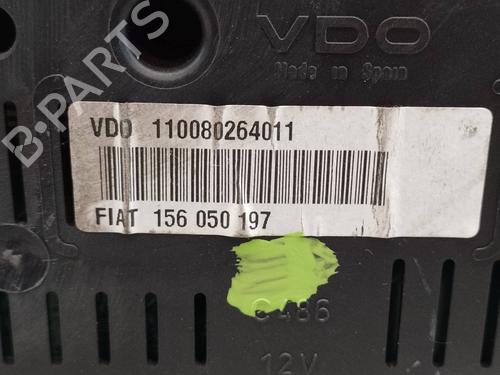 VDO
Made in Spain
VDO 110080264011
FIAT 156 050 197
C486
12V
B-PARTS